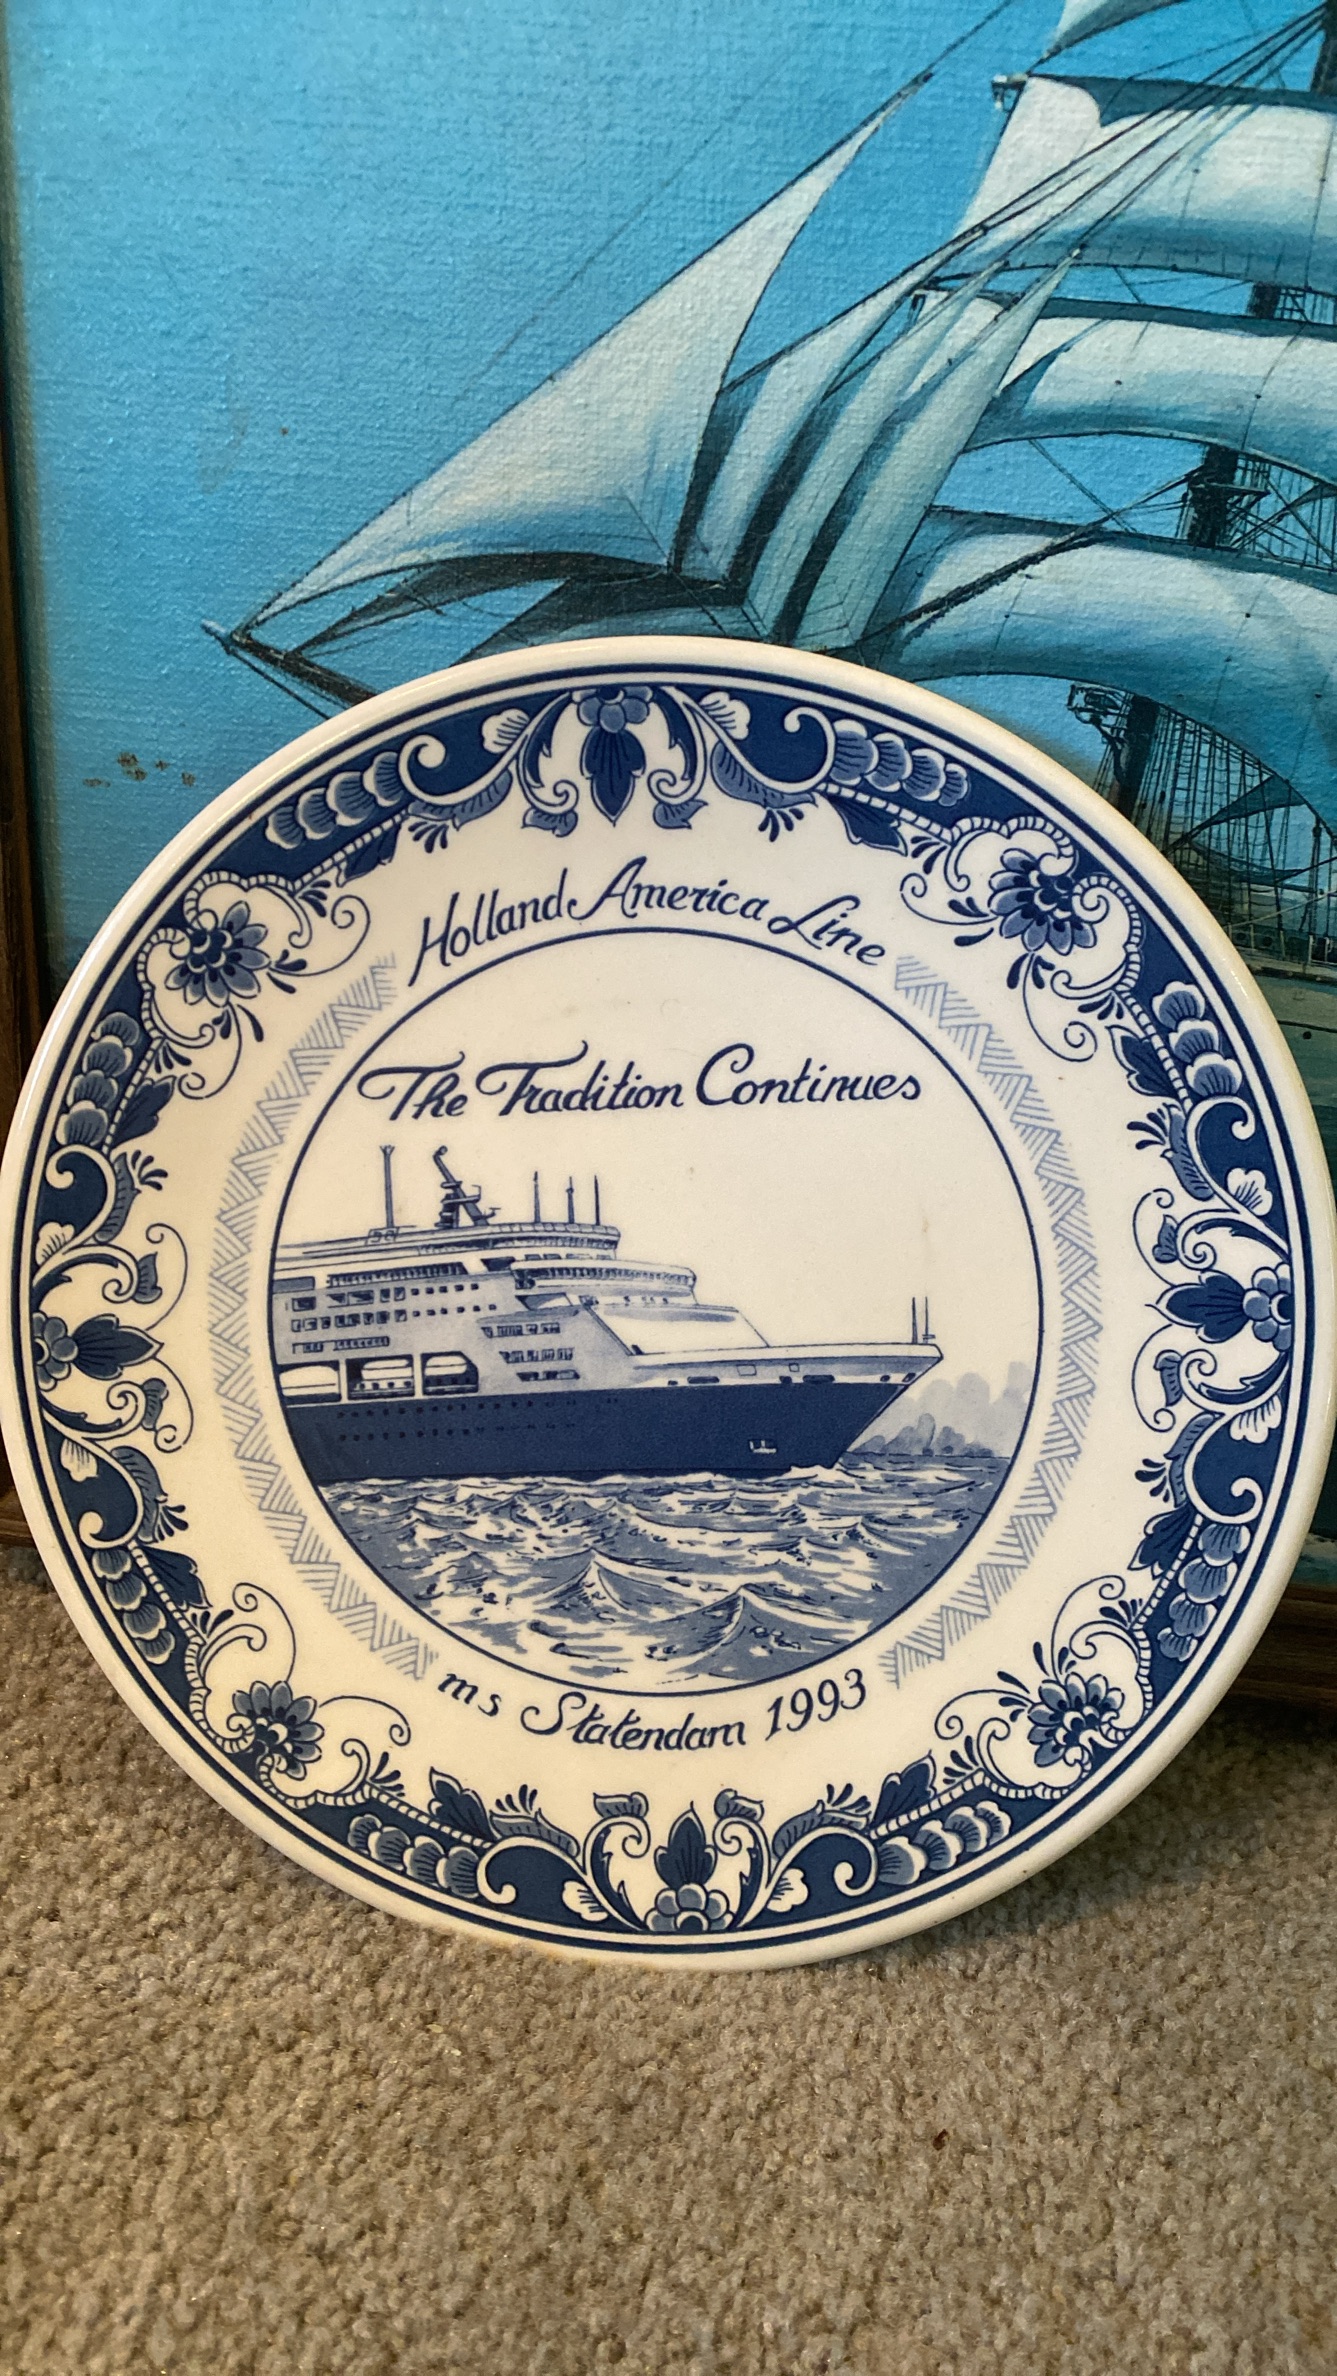 Holland America Line
The Tradition Continues
ms Statendam 1993